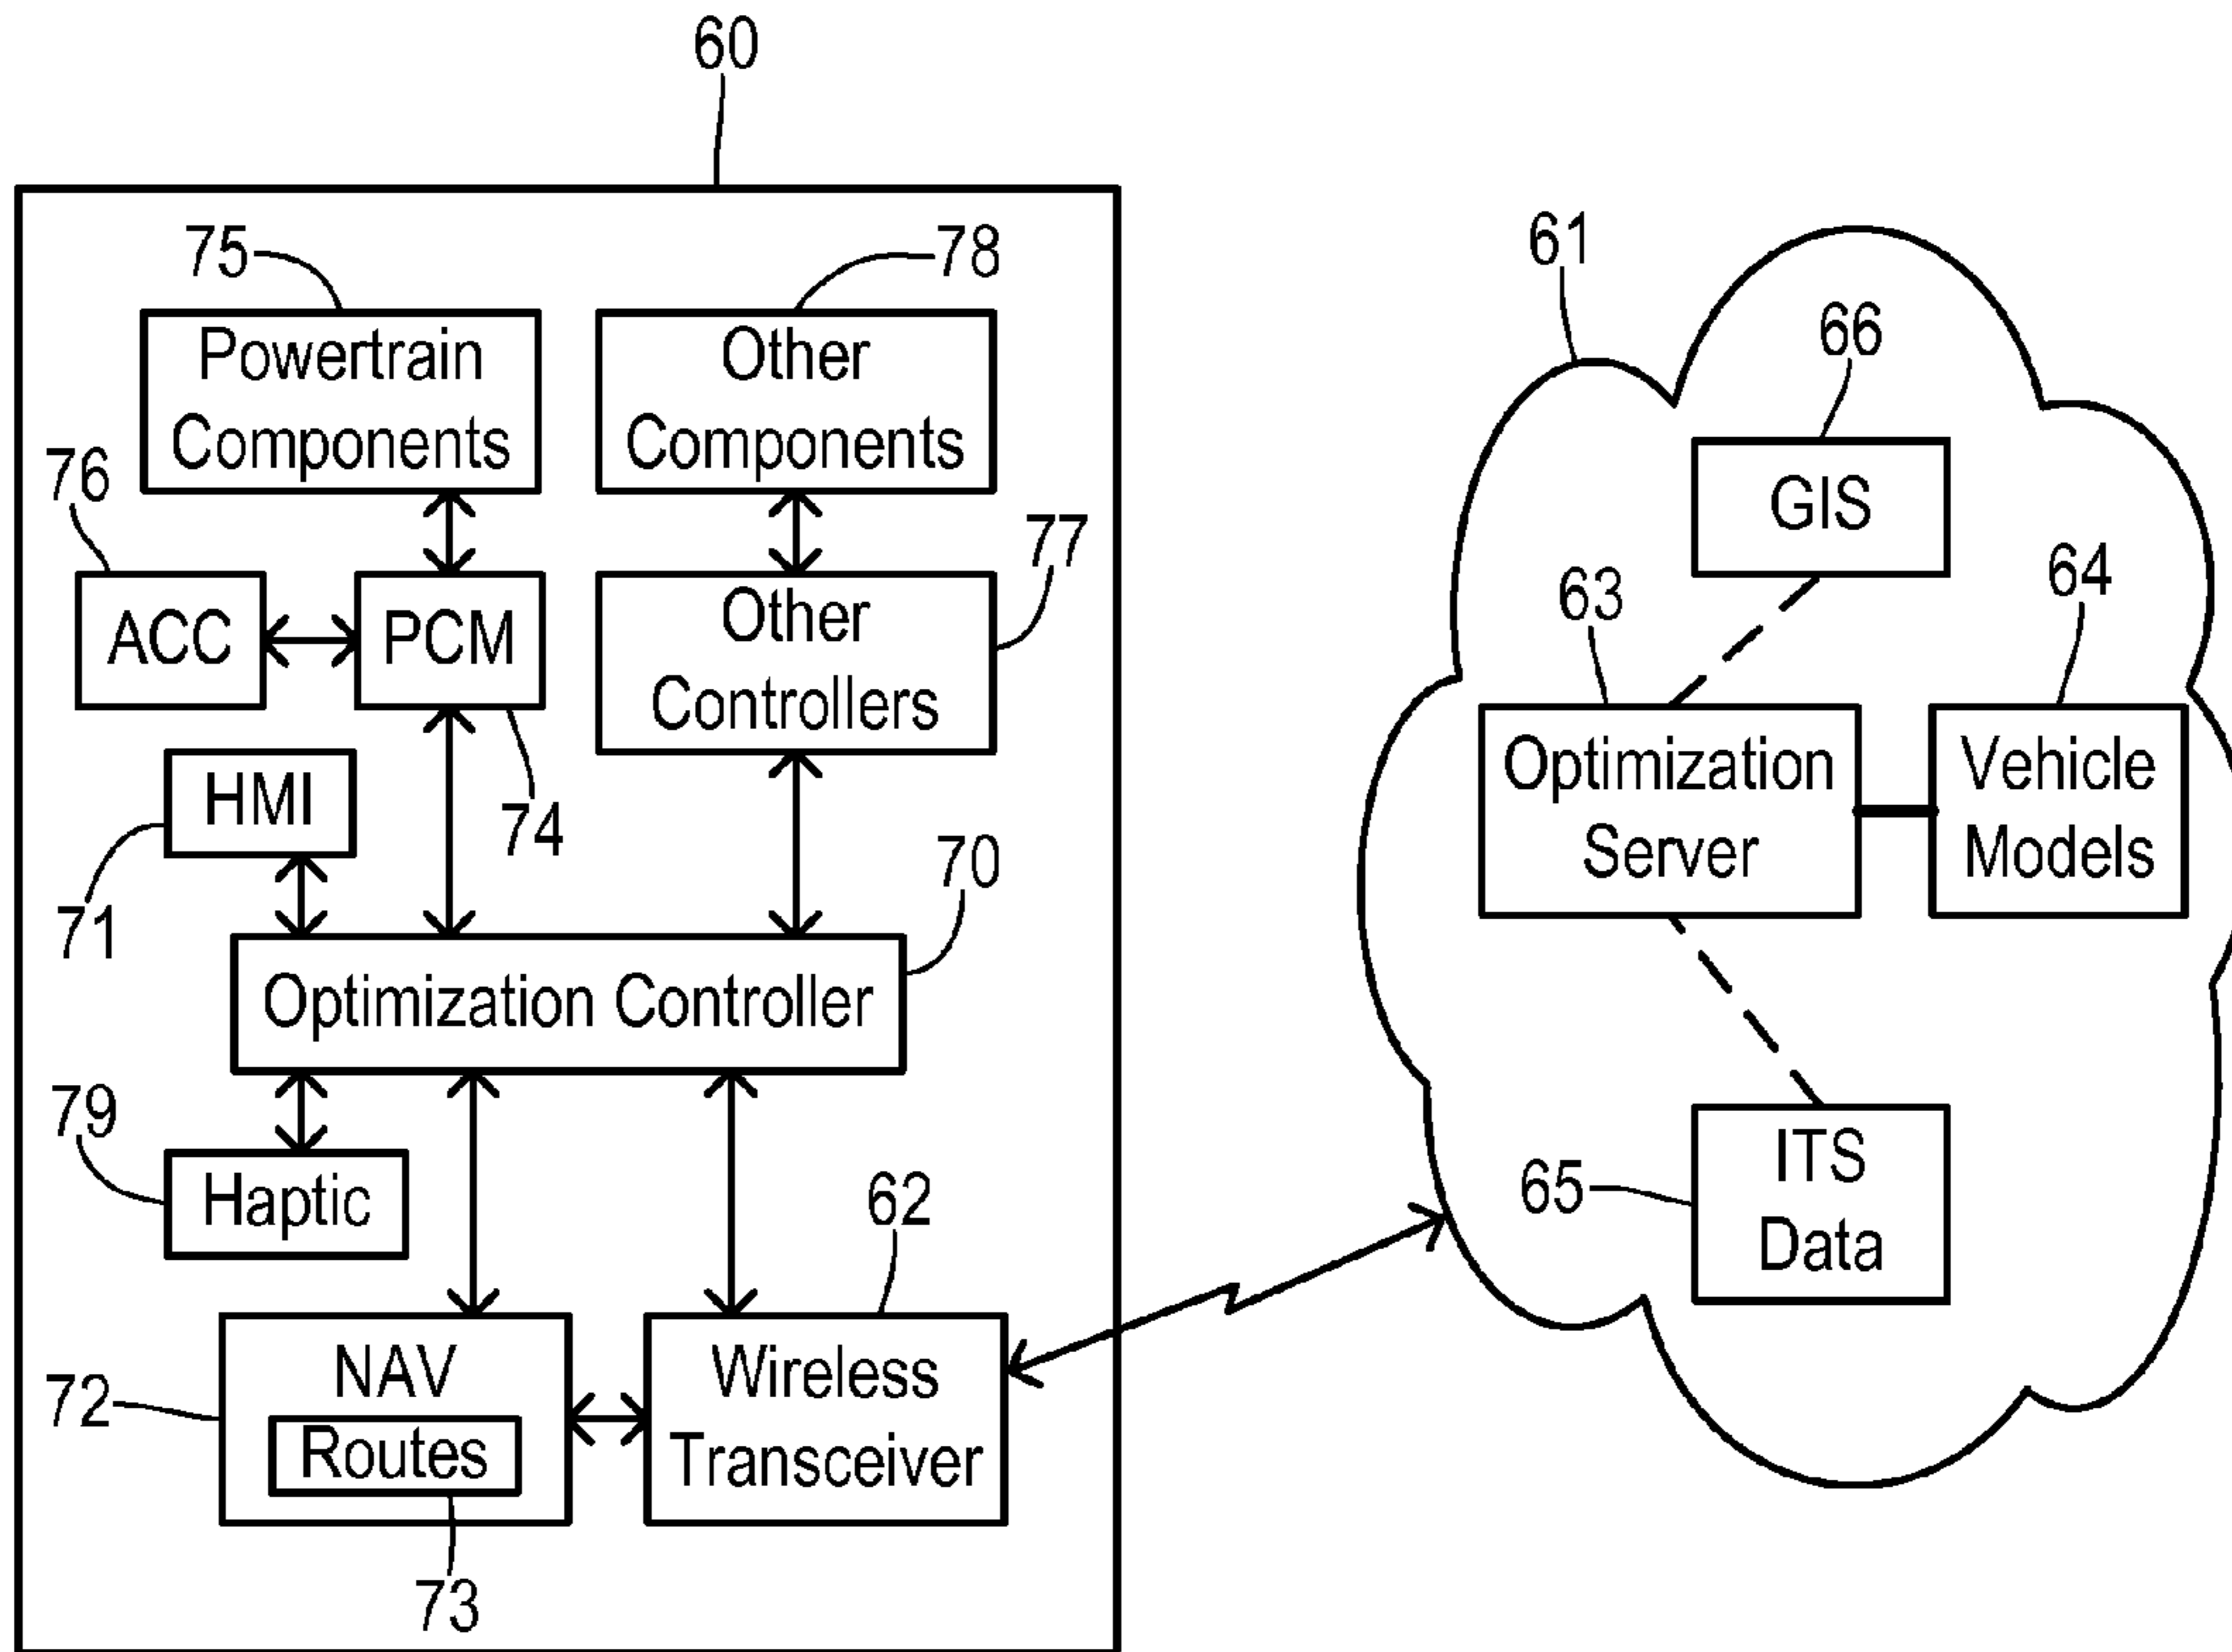 60
75
78
Powertrain
Components
Other
Components
76
77
ACC
PCM
Other
Controllers
HMI
74
71
70
Optimization Controller
79
Haptic
62
72
NAV
Routes
Wireless
Transceiver
73
61
66
GIS
63
64
Optimization
Server
Vehicle
Models
65
ITS
Data